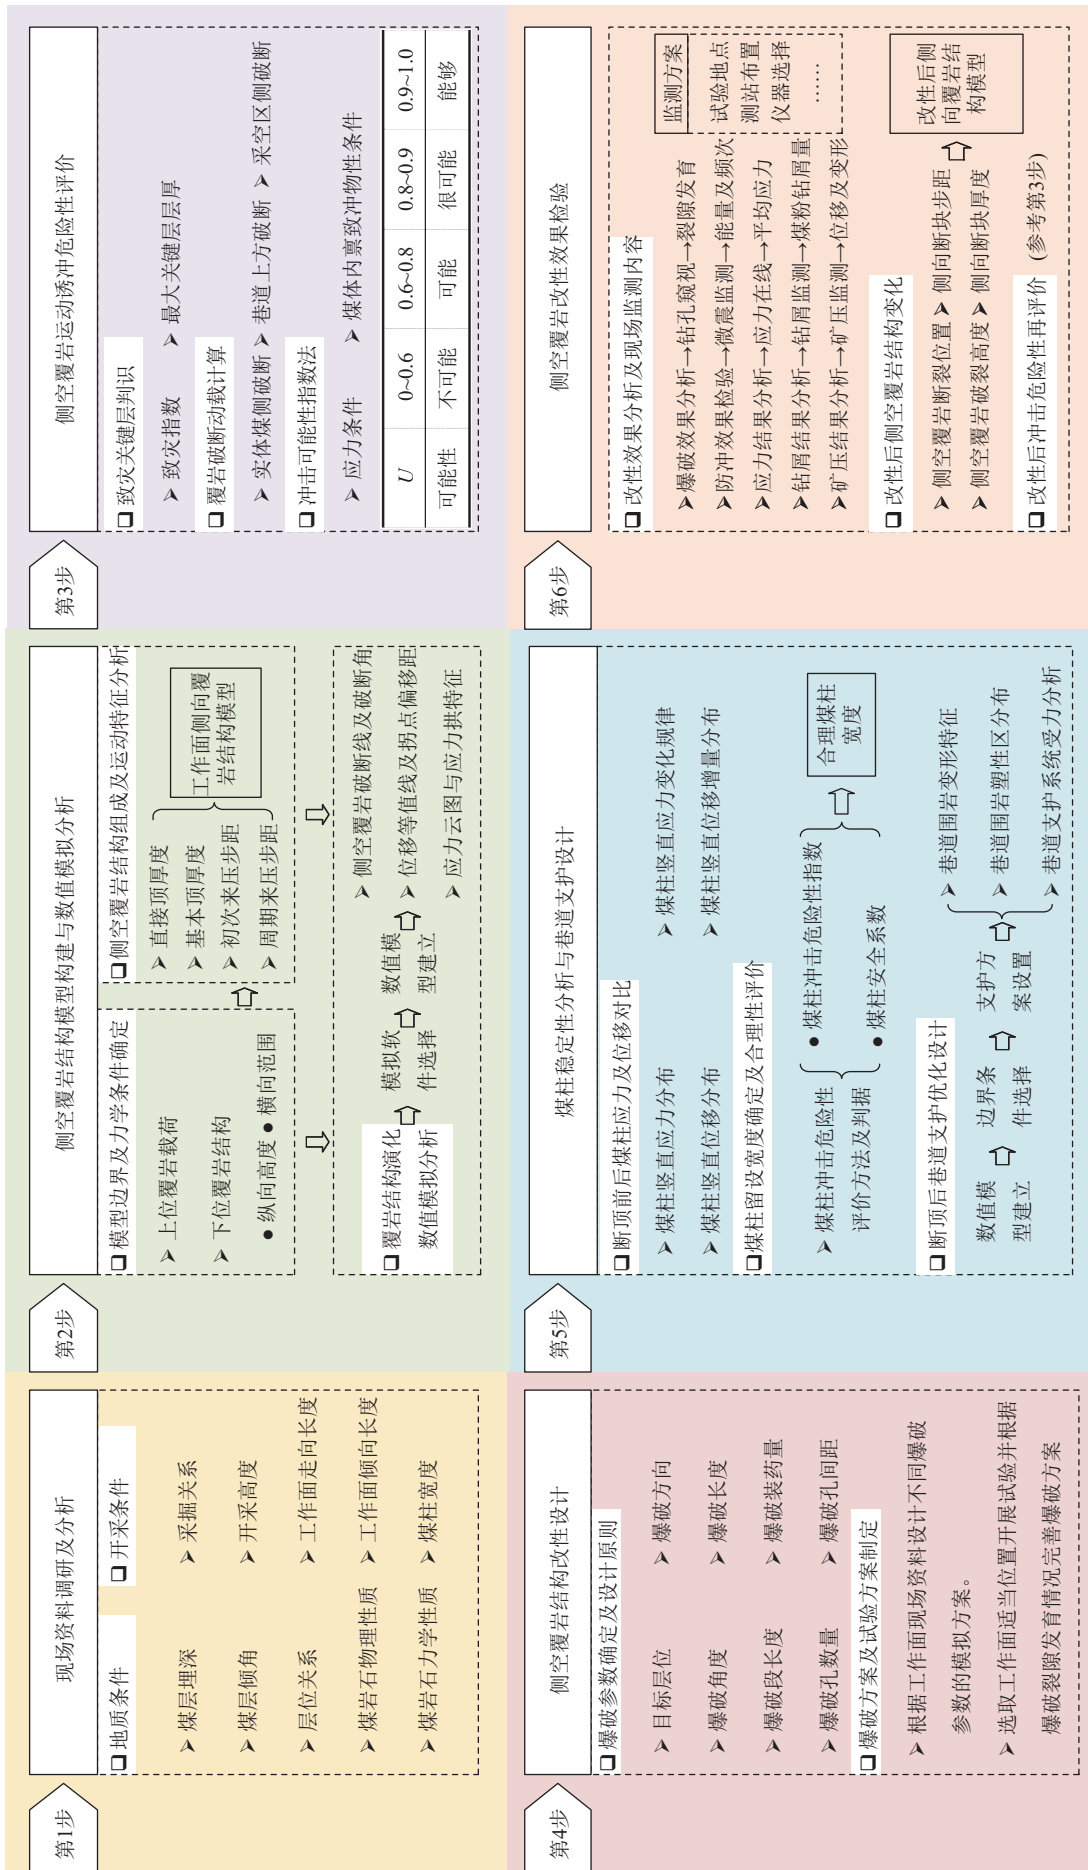 第1步
现场资料调研及分析
地质条件
开采条件
煤层埋深
采掘关系
煤层倾角
开采高度
层位关系
工作面走向长度
煤岩石物理性质
工作面倾向长度
煤岩石力学性质
煤柱宽度
第2步
侧空覆岩结构模型构建与数值模拟分析
模型边界及力学条件确定
上位覆岩载荷
下位覆岩结构
纵向高度
横向范围
侧空覆岩结构组成及运动特征分析
直接顶厚度
基本顶厚度
初次来压步距
周期来压步距
工作面侧向覆
岩结构模型
覆岩结构演化
数值模拟分析
模拟软
件选择
数值模
型建立
侧空覆岩破断线及破断角
位移等值线及拐点偏移距
应力云图与应力拱特征
第3步
侧空覆岩运动诱冲危险性评价
致灾关键层判识
致灾指数
最大关键层层厚
覆岩破断动载计算
实体煤侧破断
巷道上方破断
采空区侧破断
冲击可能性指数法
应力条件
煤体内禀致冲物性条件
U 0~0.6 0.6~0.8 0.8~0.9 0.9~1.0
可能性 不可能 可能 很可能 能够
第4步
侧空覆岩结构改性设计
爆破参数确定及设计原则
目标层位
爆破方向
爆破角度
爆破长度
爆破段长度
爆破装药量
爆破孔数量
爆破孔间距
爆破方案及试验方案制定
根据工作面现场资料设计不同爆破
参数的模拟方案。
选取工作面适当位置开展试验并根据
爆破裂隙发育情况完善爆破方案
第5步
煤柱稳定性分析与巷道支护设计
断顶前后煤柱应力及位移对比
煤柱竖直应力分布
煤柱竖直应力变化规律
煤柱竖直位移分布
煤柱竖直位移增量分布
煤柱留设宽度确定及合理性评价
煤柱冲击危险性
评价方法及判据
煤柱冲击危险性指数
煤柱安全系数
合理煤柱
宽度
断顶后巷道支护优化设计
数值模
型建立
边界条
件选择
支护方
案设置
巷道围岩变形特征
巷道围岩塑性区分布
巷道支护系统受力分析
第6步
侧空覆岩改性效果检验
改性效果分析及现场监测内容
爆破效果分析→钻孔窥视→裂隙发育
防冲效果检验→微震监测→能量及频次
应力结果分析→应力在线→平均应力
钻屑结果分析→钻屑监测→煤粉钻屑量
矿压结果分析→矿压监测→位移及变形
监测方案
试验地点
测站布置
仪器选择
……
改性后侧空覆岩结构变化
侧空覆岩断裂位置
侧向断块步距
侧空覆岩破裂高度
侧向断块厚度
改性后侧
向覆岩结
构模型
改性后冲击危险性再评价 (参考第3步)